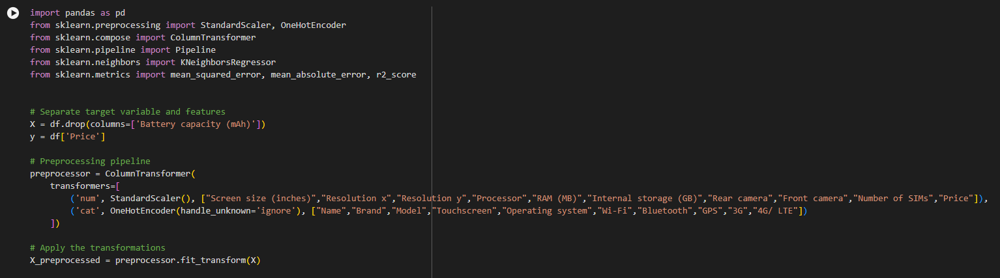 import pandas as pd
from sklearn.preprocessing import StandardScaler, OneHotEncoder
from sklearn.compose import ColumnTransformer
from sklearn.pipeline import Pipeline
from sklearn.neighbors import KNeighborsRegressor
from sklearn.metrics import mean_squared_error, mean_absolute_error, r2_score
# Separate target variable and features
X = df.drop(columns=['Battery capacity (mAh)'])
y = df['Price']
# Preprocessing pipeline
preprocessor = ColumnTransformer(
    transformers=[
        ('num', StandardScaler(), ["Screen size (inches)","Resolution x","Resolution y","Processor","RAM (MB)","Internal storage (GB)","Rear camera","Front camera","Number of SIMs","Price"]),
        ('cat', OneHotEncoder(handle_unknown='ignore'), ["Name","Brand","Model","Touchscreen","Operating system","Wi-Fi","Bluetooth","GPS","3G","4G/ LTE"])
    ])
# Apply the transformations
X_preprocessed = preprocessor.fit_transform(X)